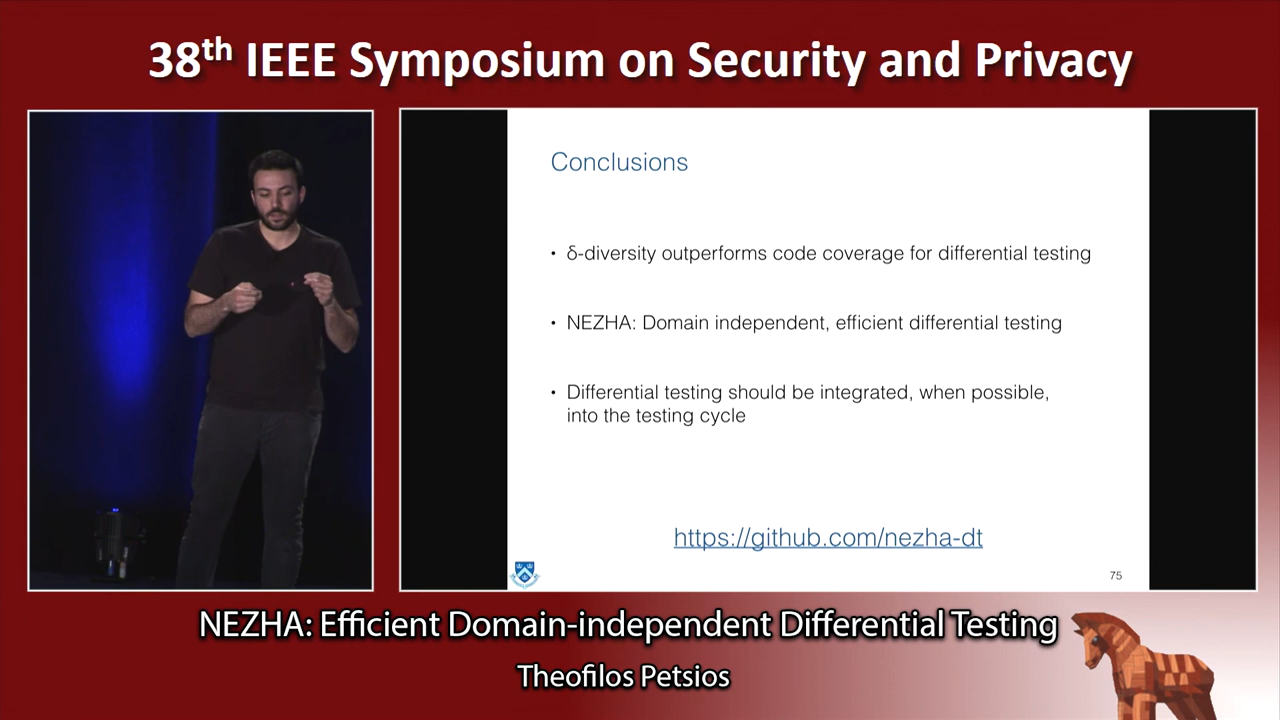 38th IEEE Symposium on Security and Privacy
Conclusions
• δ-diversity outperforms code coverage for differential testing
• NEZHA: Domain independent, efficient differential testing
• Differential testing should be integrated, when possible,
into the testing cycle
https://github.com/nezha-dt
75
NEZHA: Efficient Domain-independent Differential Testing
Theofilos Petsios